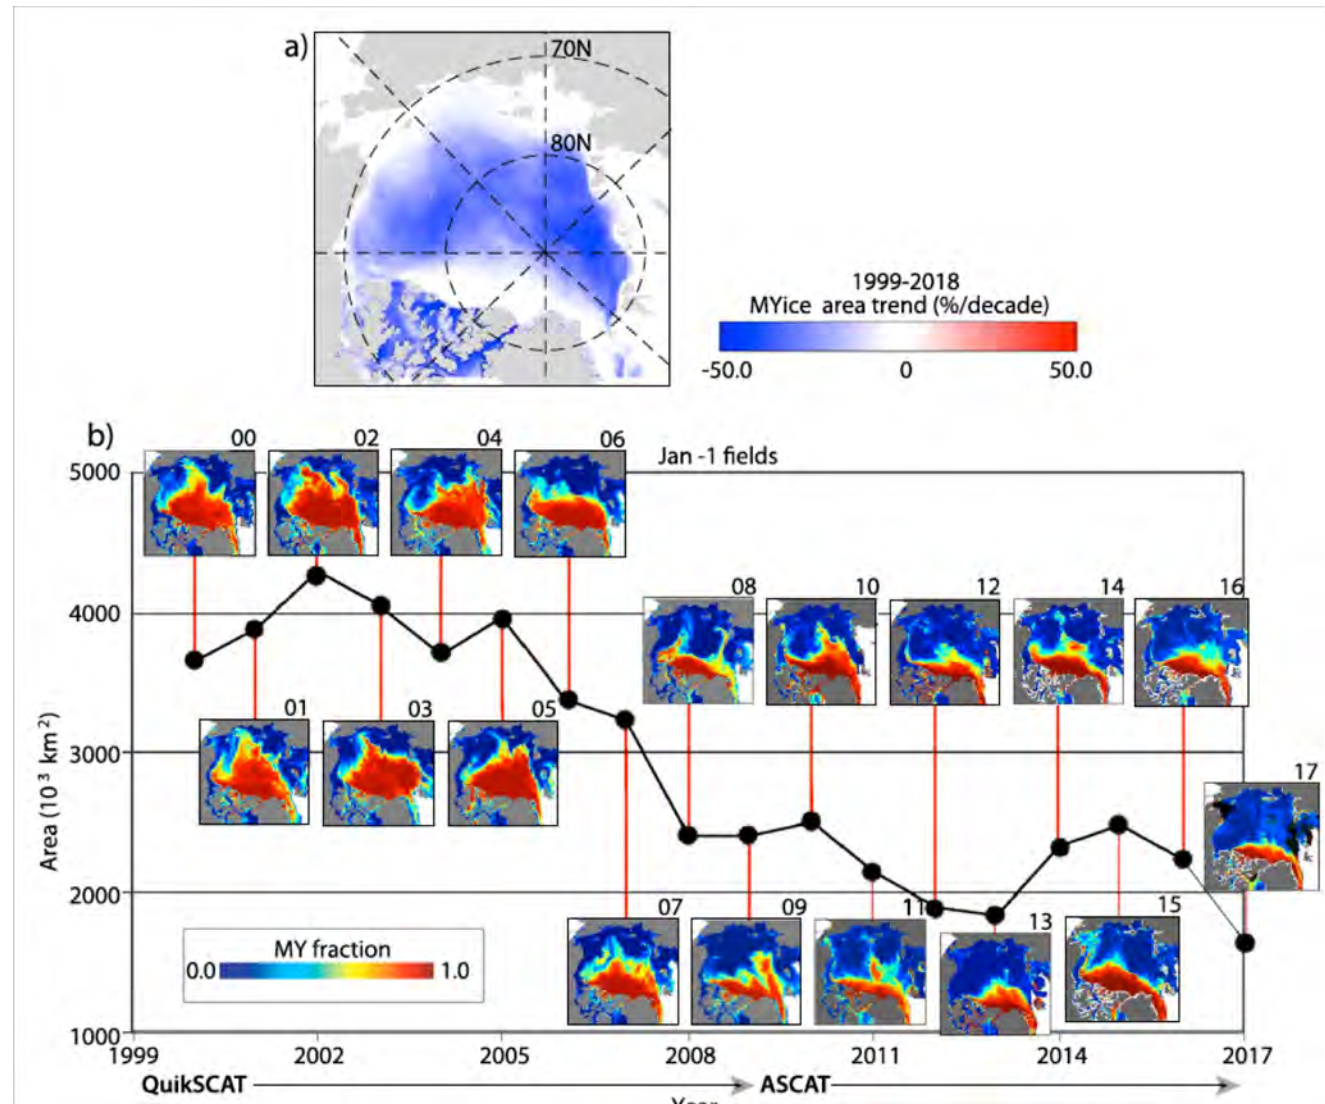 a)
70N
80N
1999-2018
MYice area trend (%/decade)
-50.0 0 50.0
b)
00 02 04 06
Jan -1 fields
5000
4000
3000
2000
1000
Area (10³ km²)
08 10 12 14 16
01 03 05
17
07 09 11 13 15
MY fraction
0.0 1.0
1999 2002 2005 2008 2011 2014 2017
QuikSCAT ASCAT